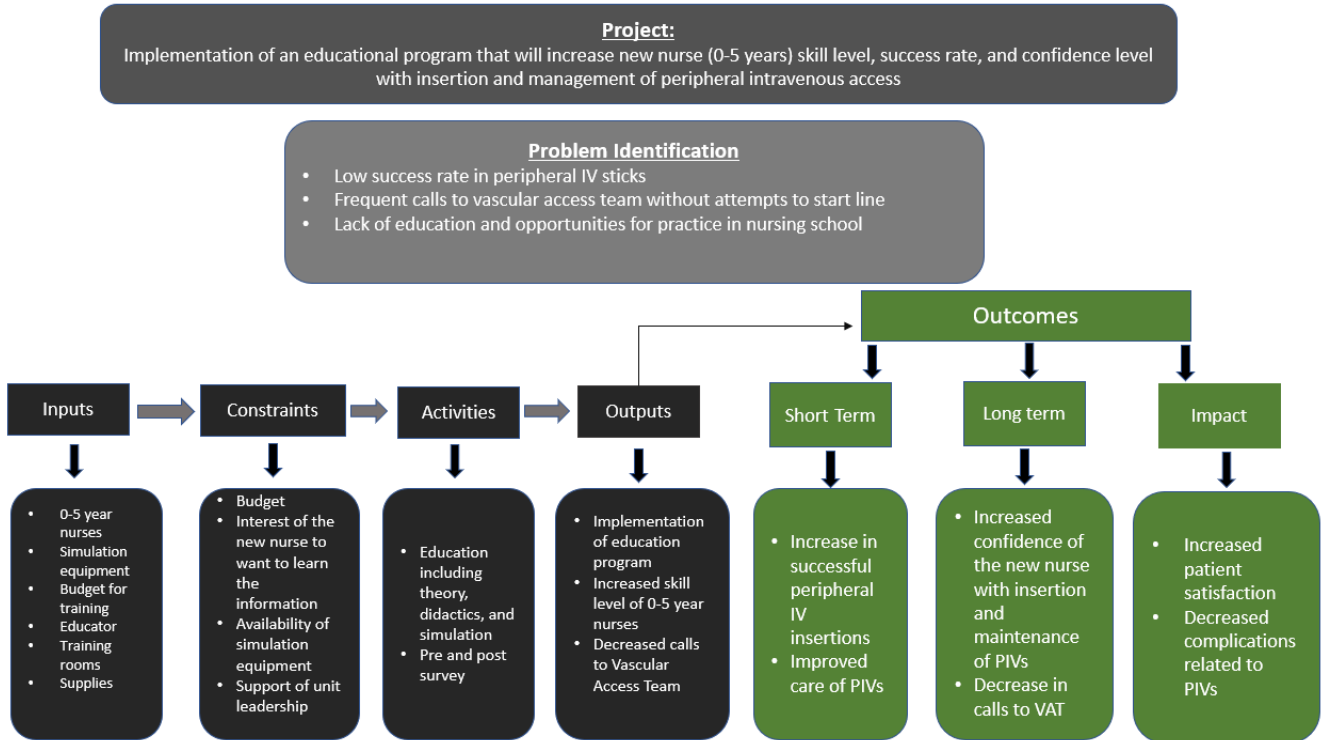 Project:
Implementation of an educational program that will increase new nurse (0-5 years) skill level, success rate, and confidence level
with insertion and management of peripheral intravenous access
Problem Identification
• Low success rate in peripheral IV sticks
• Frequent calls to vascular access team without attempts to start line
• Lack of education and opportunities for practice in nursing school
Outcomes
Inputs
Constraints
Activities
Outputs
Short Term
Long term
Impact
• 0-5 year
nurses
• Simulation
equipment
• Budget for
training
• Educator
• Training
rooms
• Supplies
• Budget
• Interest of the
new nurse to
want to learn
the
information
• Availability of
simulation
equipment
• Support of unit
leadership
• Education
including
theory,
didactics, and
simulation
• Pre and post
survey
• Implementation
of education
program
• Increased skill
level of 0-5 year
nurses
• Decreased calls
to Vascular
Access Team
• Increase in
successful
peripheral
IV
insertions
• Improved
care of PIVs
• Increased
confidence of
the new nurse
with insertion
and
maintenance
of PIVs
• Decrease in
calls to VAT
• Increased
patient
satisfaction
• Decreased
complications
related to
PIVs